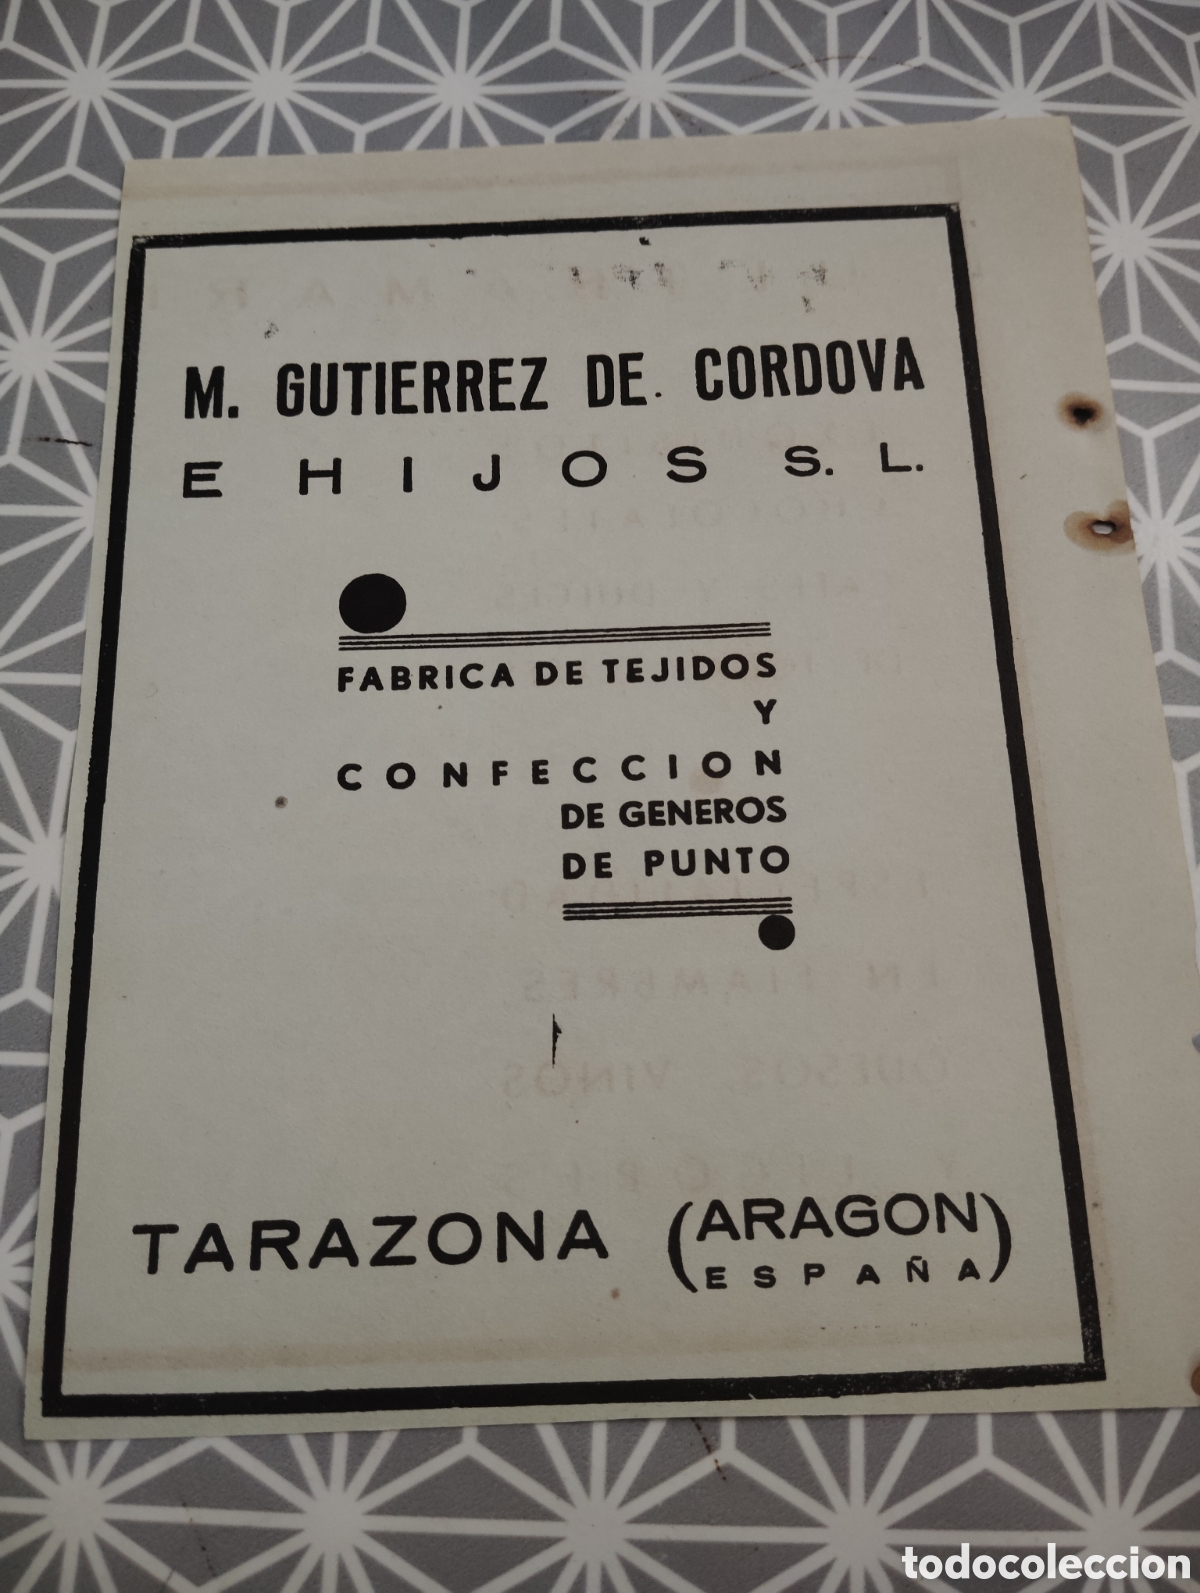 M. GUTIERREZ DE. CORDOVA
E HIJOS S. L.
FABRICA DE TEJIDOS
Y
CONFECCION
DE GENEROS
DE PUNTO
TARAZONA (ARAGON
ESPAÑA)
todocoleccion